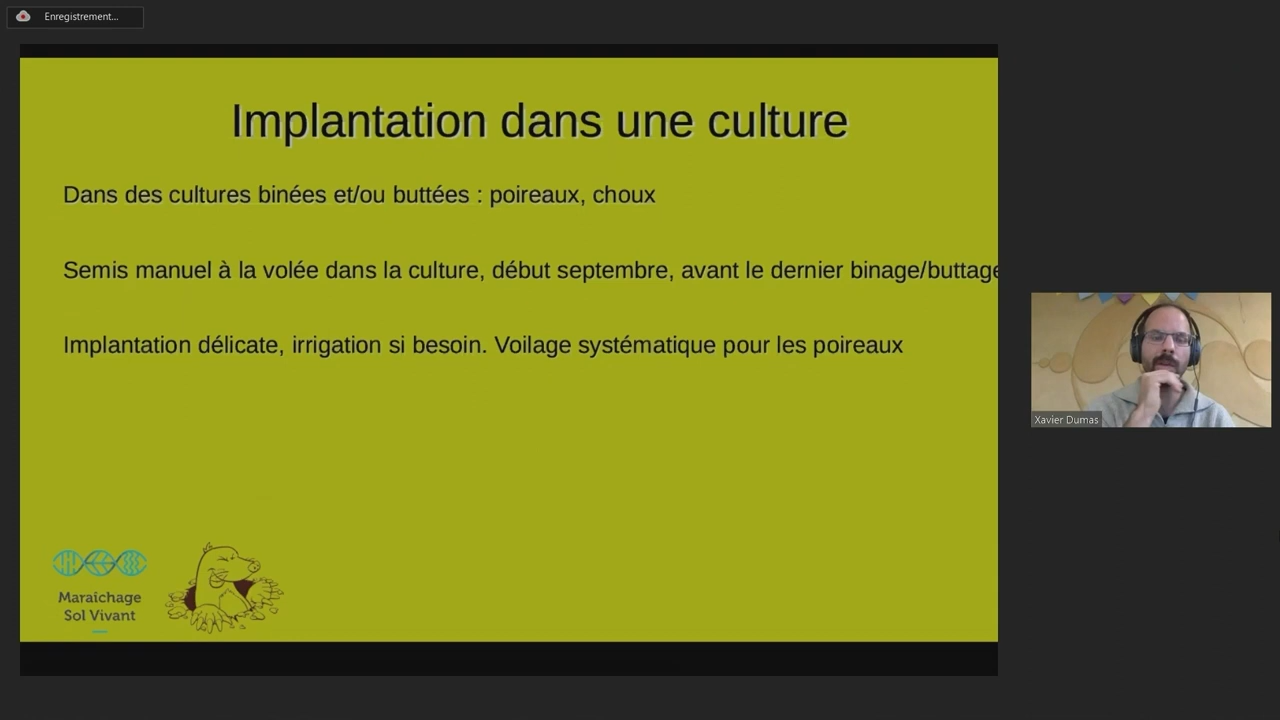 Enregistrement...
Implantation dans une culture
Dans des cultures binées et/ou buttées : poireaux, choux
Semis manuel à la volée dans la culture, début septembre, avant le dernier binage/buttage
Implantation délicate, irrigation si besoin. Voilage systématique pour les poireaux
Maraîchage
Sol Vivant
Xavier Dumas